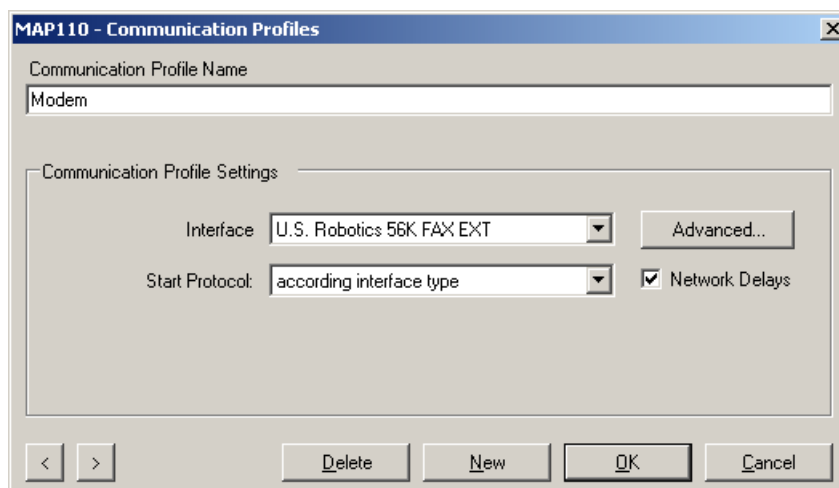 MAP110 - Communication Profiles
Communication Profile Name
Modem
Communication Profile Settings
Interface U.S. Robotics 56K FAX EXT Advanced...
Start Protocol: according interface type Network Delays
< > Delete New OK Cancel